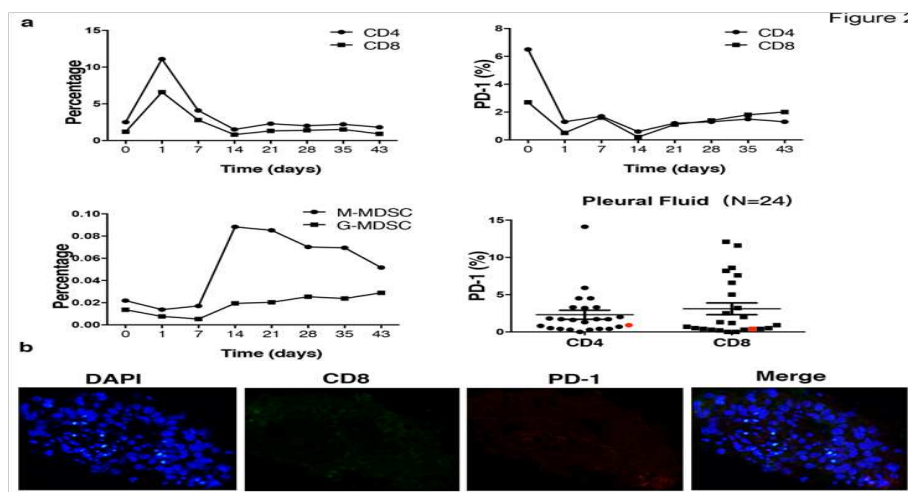 Figure 2
a
15
10
5
0
Percentage
CD4
CD8
0 1 7 14 21 28 35 43
Time (days)
8
6
4
2
0
PD-1 (%)
CD4
CD8
0 1 7 14 21 28 35 43
Time (days)
0.10
0.08
0.06
0.04
0.02
0.00
Percentage
M-MDSC
G-MDSC
0 1 7 14 21 28 35 43
Time (days)
Pleural Fluid (N=24)
15
10
5
0
PD-1 (%)
CD4 CD8
b
DAPI CD8 PD-1 Merge